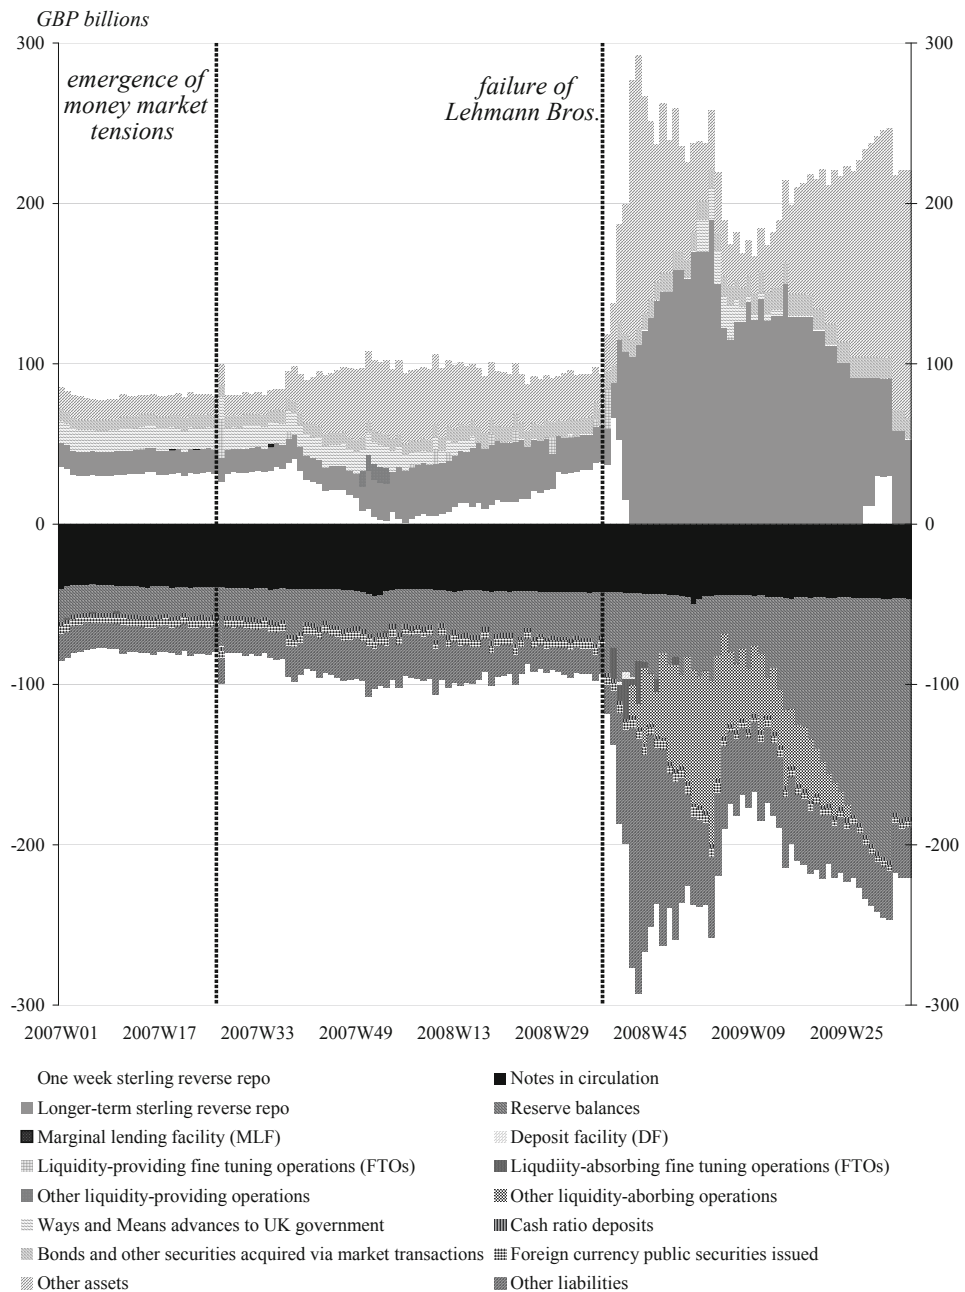 GBP billions
300
300
emergence of
money market
tensions
failure of
Lehmann Bros.
200
200
100
100
0
0
-100
-100
-200
-200
-300
-300
2007W01 2007W17 2007W33 2007W49 2008W13 2008W29 2008W45 2009W09 2009W25
One week sterling reverse repo
Notes in circulation
Longer-term sterling reverse repo
Reserve balances
Marginal lending facility (MLF)
Deposit facility (DF)
Liquidity-providing fine tuning operations (FTOs)
Liqudiity-absorbing fine tuning operations (FTOs)
Other liquidity-providing operations
Other liquidity-aborbing operations
Ways and Means advances to UK government
Cash ratio deposits
Bonds and other securities acquired via market transactions
Foreign currency public securities issued
Other assets
Other liabilities